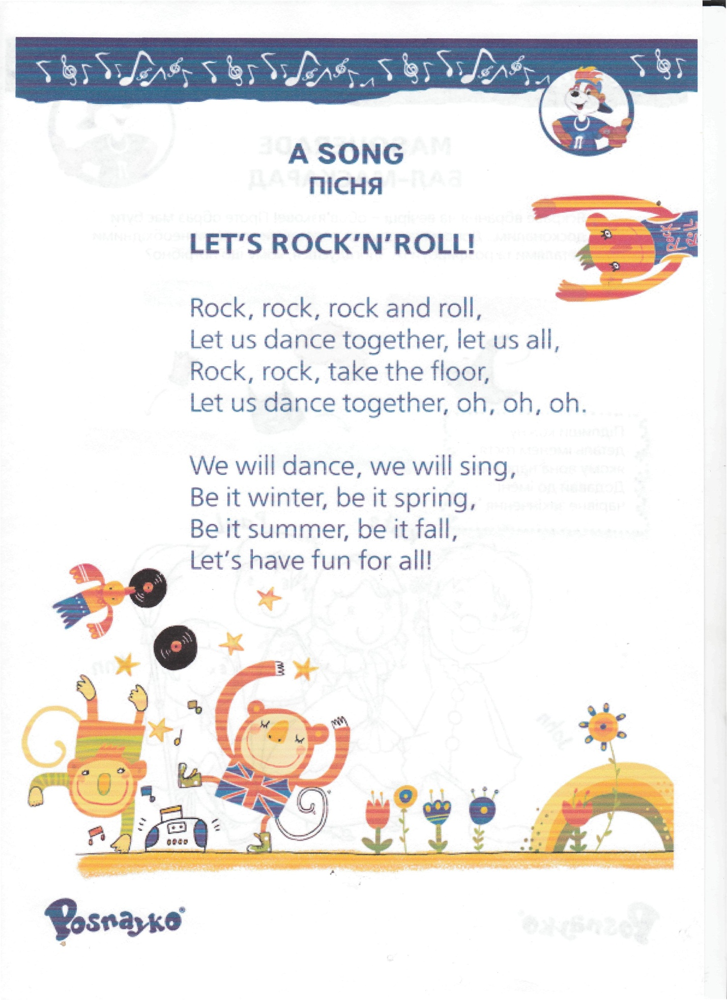 A SONG
ПІСНЯ
LET'S ROCK'N'ROLL!
Rock, rock, rock and roll,
Let us dance together, let us all,
Rock, rock, take the floor,
Let us dance together, oh, oh, oh.
We will dance, we will sing,
Be it winter, be it spring,
Be it summer, be it fall,
Let's have fun for all!
Rock
Roll
Posnayko®